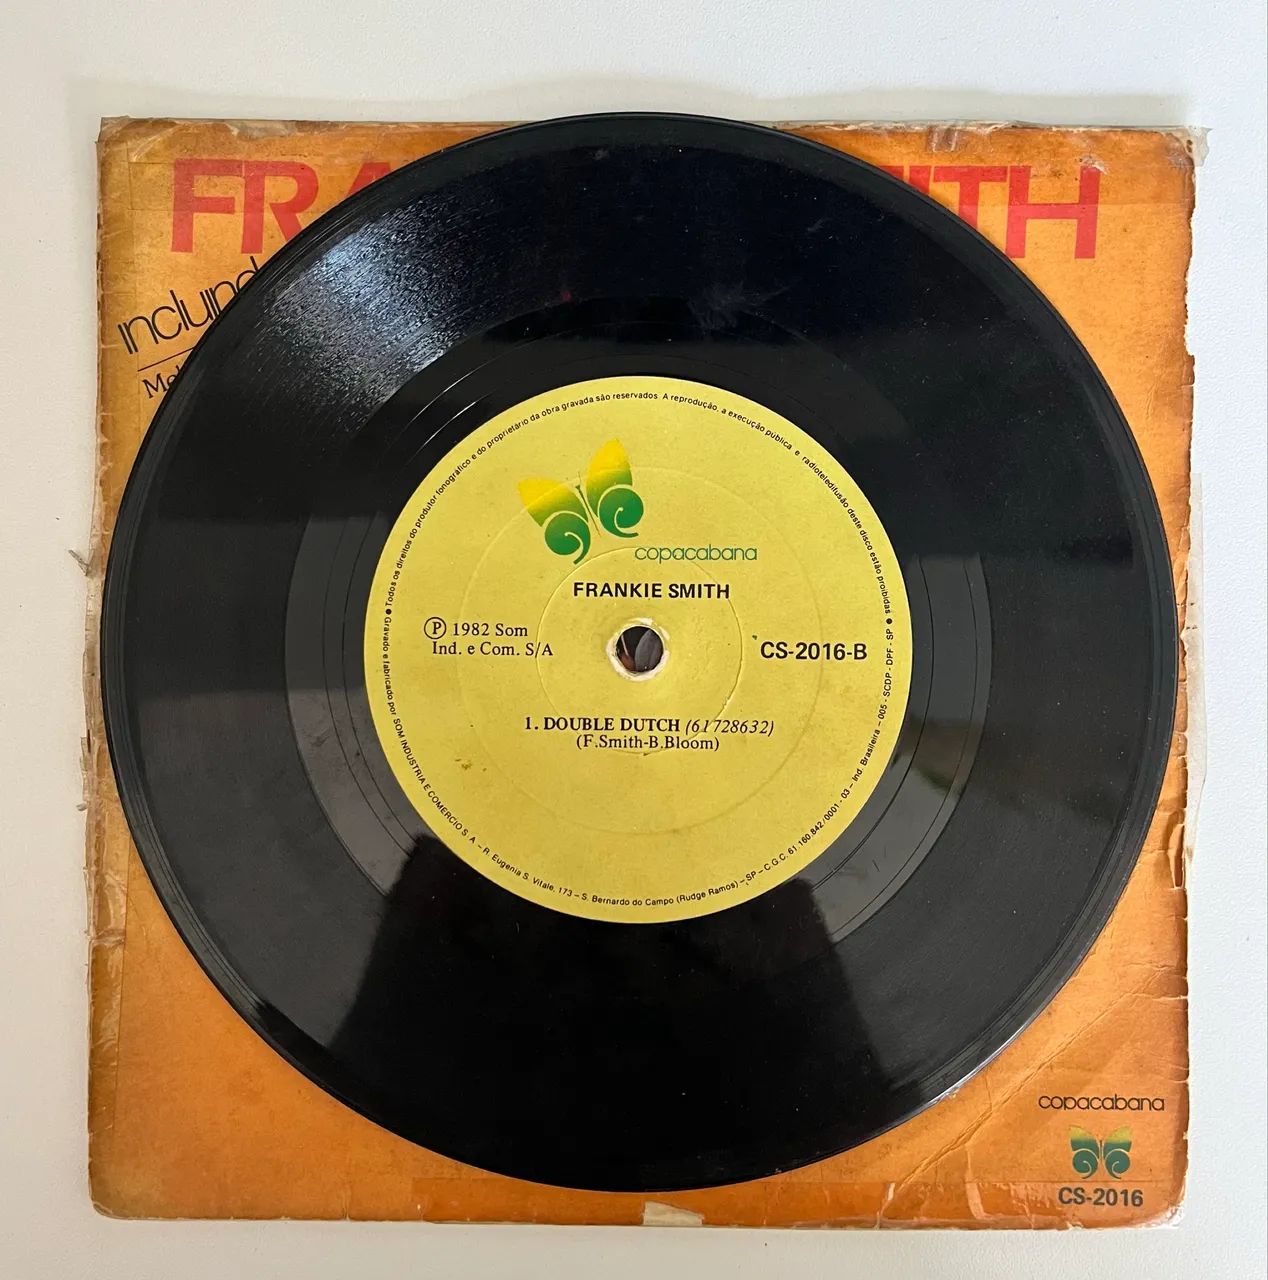 FRA ITH
incluind
Mel
copacabana
FRANKIE SMITH
Ⓟ 1982 Som
Ind. e Com. S/A
CS-2016-B
1. DOUBLE DUTCH (61728632)
(F.Smith-B.Bloom)
● Todos os direitos do produtor fonográfico e do proprietário da obra gravada são reservados. A reprodução, a execução pública e radioteledifusão deste disco estão proibidas
● Gravado e fabricado por SOM INDUSTRIA E COMERCIO S A – R. Eugenia S. Vitale, 173 – S. Bernardo do Campo (Rudge Ramos) – SP – C.G.C. 61.160.842/0001-03 – Ind. Brasileira – 005 - SCDP - DPF - SP ●
copacabana
CS-2016